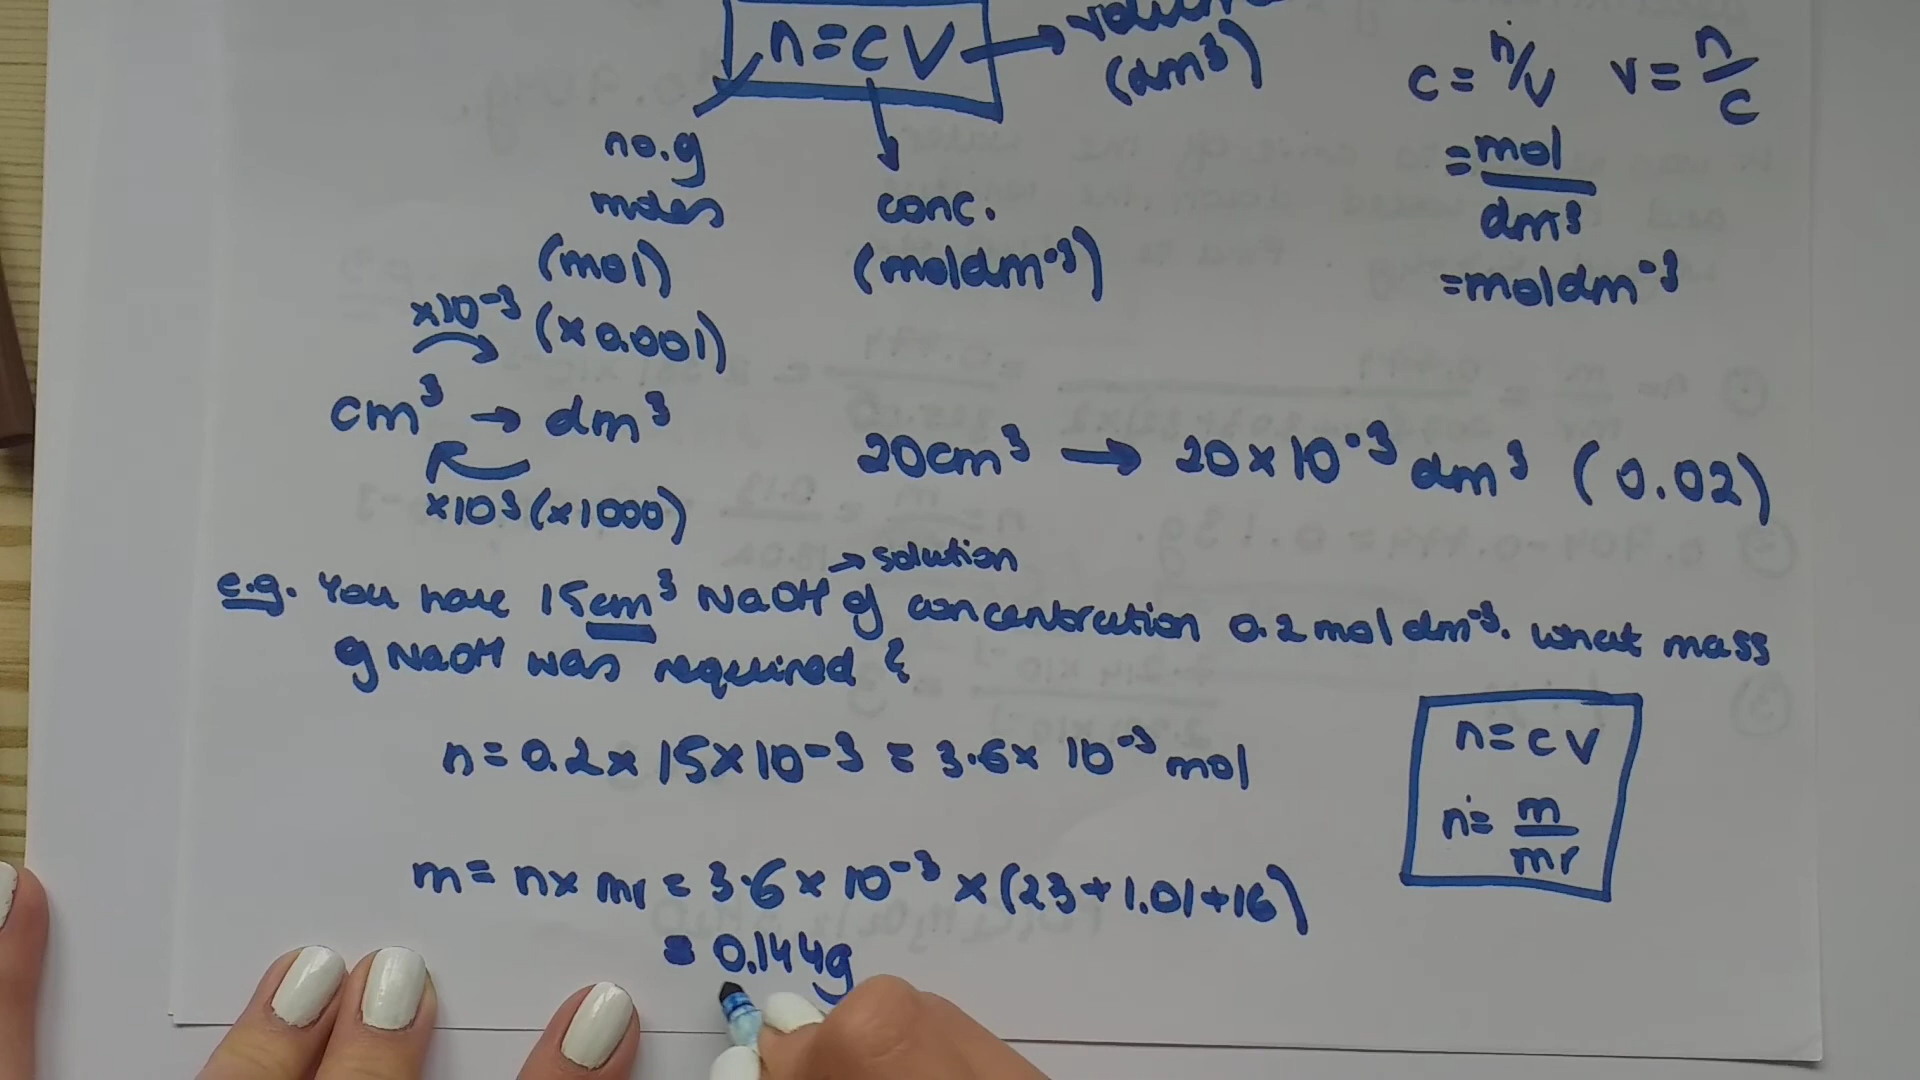 n=cV
(dm³)
no.of
moles
(mol)
conc.
(moldm⁻³)
c = n/v
v = n/c
= mol/dm³
= moldm⁻³
×10⁻³ (×0.001)
cm³ → dm³
×10³ (×1000)
20cm³ → 20×10⁻³ dm³ (0.02)
→ solution
e.g. You have 15cm³ NaOH of concentration 0.2 mol dm⁻³. what mass
of NaOH was required?
n = 0.2 × 15×10⁻³ = 3.6× 10⁻³ mol
n = cV
n = m/mr
m = n× mr = 3.6 × 10⁻³ × (23+1.01+16)
= 0.144g